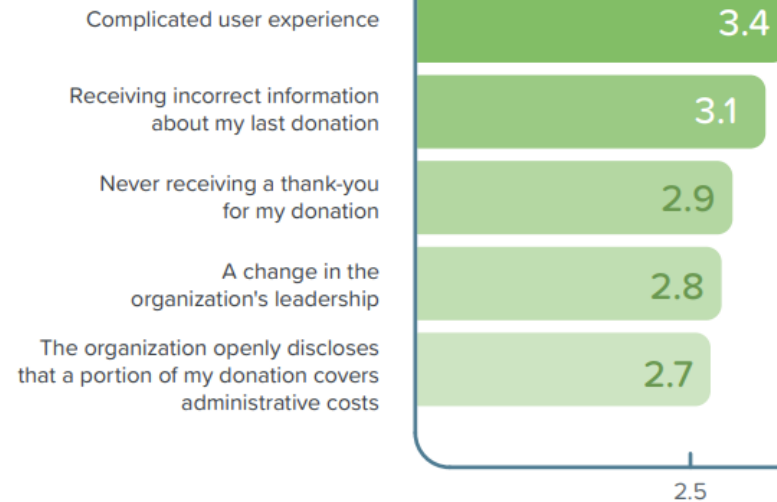 Complicated user experience
3.4
Receiving incorrect information
about my last donation
3.1
Never receiving a thank-you
for my donation
2.9
A change in the
organization's leadership
2.8
The organization openly discloses
that a portion of my donation covers
administrative costs
2.7
2.5